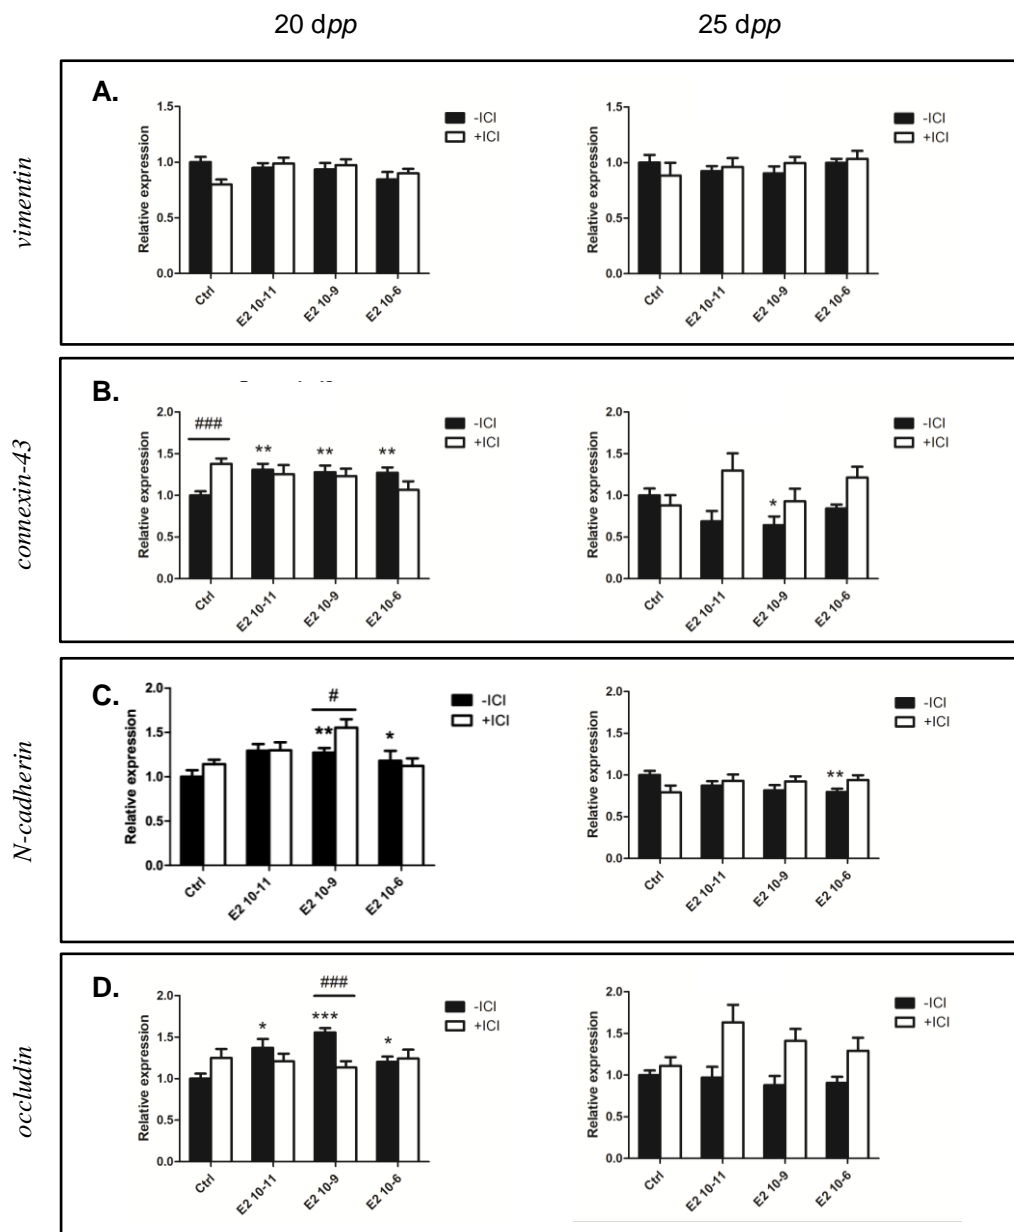 20 dpp
25 dpp
vimentin
A.
Relative expression
1.5
1.0
0.5
0.0
Ctrl
E2 10-11
E2 10-9
E2 10-6
-ICI
+ICI
Relative expression
1.5
1.0
0.5
0.0
Ctrl
E2 10-11
E2 10-9
E2 10-6
-ICI
+ICI
connexin-43
B.
Relative expression
2.0
1.5
1.0
0.5
0.0
###
**
**
**
Ctrl
E2 10-11
E2 10-9
E2 10-6
-ICI
+ICI
Relative expression
2.0
1.5
1.0
0.5
0.0
*
Ctrl
E2 10-11
E2 10-9
E2 10-6
-ICI
+ICI
N-cadherin
C.
Relative expression
2.0
1.5
1.0
0.5
0.0
#
**
*
Ctrl
E2 10-11
E2 10-9
E2 10-6
-ICI
+ICI
Relative expression
2.0
1.5
1.0
0.5
0.0
**
Ctrl
E2 10-11
E2 10-9
E2 10-6
-ICI
+ICI
occludin
D.
Relative expression
2.0
1.5
1.0
0.5
0.0
###
*
***
*
Ctrl
E2 10-11
E2 10-9
E2 10-6
-ICI
+ICI
Relative expression
2.0
1.5
1.0
0.5
0.0
Ctrl
E2 10-11
E2 10-9
E2 10-6
-ICI
+ICI